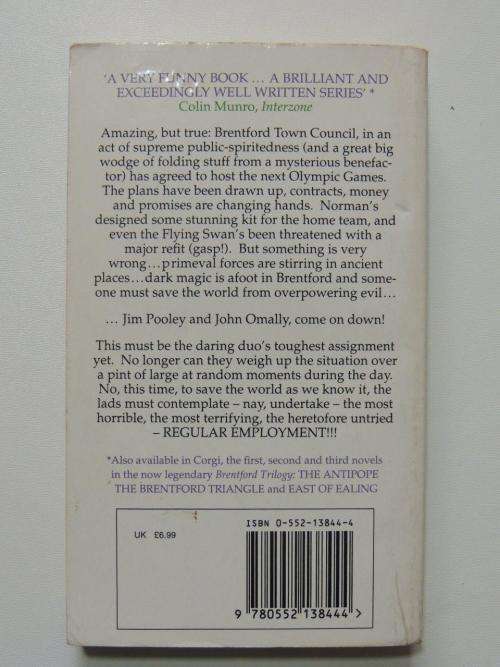 'A VERY FUNNY BOOK ... A BRILLIANT AND
EXCEEDINGLY WELL WRITTEN SERIES' *
Colin Munro, Interzone
Amazing, but true: Brentford Town Council, in an
act of supreme public-spiritedness (and a great big
wodge of folding stuff from a mysterious benefac-
tor) has agreed to host the next Olympic Games.
The plans have been drawn up, contracts, money
and promises are changing hands. Norman's
designed some stunning kit for the home team, and
even the Flying Swan's been threatened with a
major refit (gasp!). But something is very
wrong...primeval forces are stirring in ancient
places...dark magic is afoot in Brentford and some-
one must save the world from overpowering evil...
... Jim Pooley and John Omally, come on down!
This must be the daring duo's toughest assignment
yet. No longer can they weigh up the situation over
a pint of large at random moments during the day.
No, this time, to save the world as we know it, the
lads must contemplate – nay, undertake – the most
horrible, the most terrifying, the heretofore untried
– REGULAR EMPLOYMENT!!!
*Also available in Corgi, the first, second and third novels
in the now legendary Brentford Trilogy: THE ANTIPOPE
THE BRENTFORD TRIANGLE and EAST OF EALING
ISBN 0-552-13844-4
UK £6.99
9 780552 138444 >